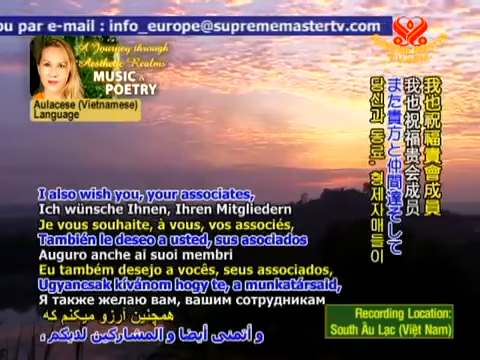 ou par e-mail : info_europe@suprememastertv.com
A Journey through
Aesthetic Realms
MUSIC &
POETRY
Aulacese (Vietnamese)
Language
我也祝福貴會成員
我也祝福贵会成员
また貴方と仲間達そして
당신과 동료, 형제자매들이
I also wish you, your associates,
Ich wünsche Ihnen, Ihren Mitgliedern
Je vous souhaite, à vous, vos associés,
También le deseo a usted, sus asociados
Auguro anche ai suoi membri
Eu também desejo a vocês, seus associados,
Ugyancsak kívánom hogy te, a munkatársaid,
Я также желаю вам, вашим сотрудникам
همچنین آرزو میکنم که
و أتمنى أيضا و المشاركين لديكم،
Recording Location:
South Âu Lạc (Việt Nam)